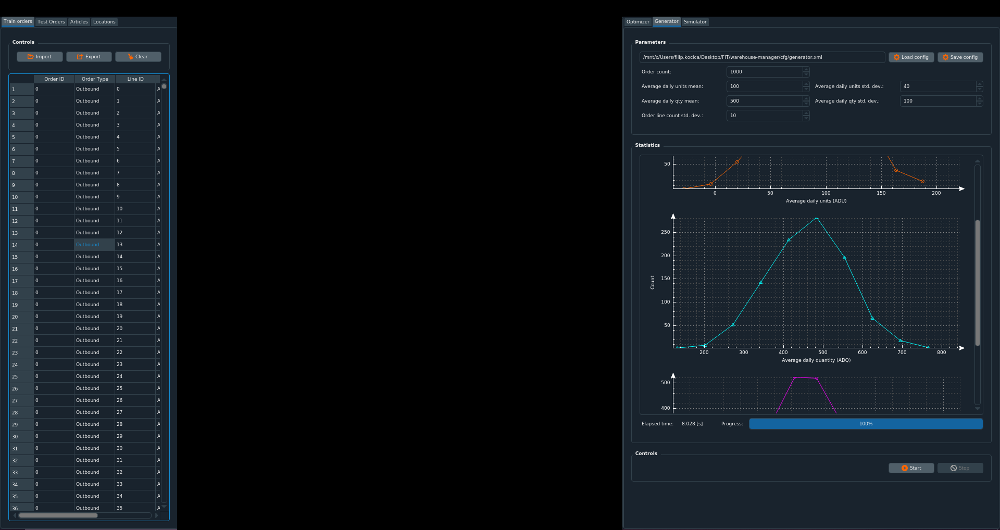 Train orders Test Orders Articles Locations
Controls
Import Export Clear
Order ID Order Type Line ID
1 0 Outbound 0 A
2 0 Outbound 1 A
3 0 Outbound 2 A
4 0 Outbound 3 A
5 0 Outbound 4 A
6 0 Outbound 5 A
7 0 Outbound 6 A
8 0 Outbound 7 A
9 0 Outbound 8 A
10 0 Outbound 9 A
11 0 Outbound 10 A
12 0 Outbound 11 A
13 0 Outbound 12 A
14 0 Outbound 13 A
15 0 Outbound 14 A
16 0 Outbound 15 A
17 0 Outbound 16 A
18 0 Outbound 17 A
19 0 Outbound 18 A
20 0 Outbound 19 A
21 0 Outbound 20 A
22 0 Outbound 21 A
23 0 Outbound 22 A
24 0 Outbound 23 A
25 0 Outbound 24 A
26 0 Outbound 25 A
27 0 Outbound 26 A
28 0 Outbound 27 A
29 0 Outbound 28 A
30 0 Outbound 29 A
31 0 Outbound 30 A
32 0 Outbound 31 A
33 0 Outbound 32 A
34 0 Outbound 33 A
35 0 Outbound 34 A
36 0 Outbound 35 A
Optimizer Generator Simulator
Parameters
/mnt/c/Users/filip.kocica/Desktop/FIT/warehouse-manager/cfg/generator.xml Load config Save config
Order count: 1000
Average daily units mean: 100 Average daily units std. dev.: 40
Average daily qty mean: 500 Average daily qty std. dev.: 100
Order line count std. dev.: 10
Statistics
50
0 50 100 150 200
Average daily units (ADU)
250
200
150
100
50
Count
200 300 400 500 600 700 800
Average daily quantity (ADQ)
500
400
Elapsed time: 8.028 [s] Progress: 100%
Controls
Start Stop